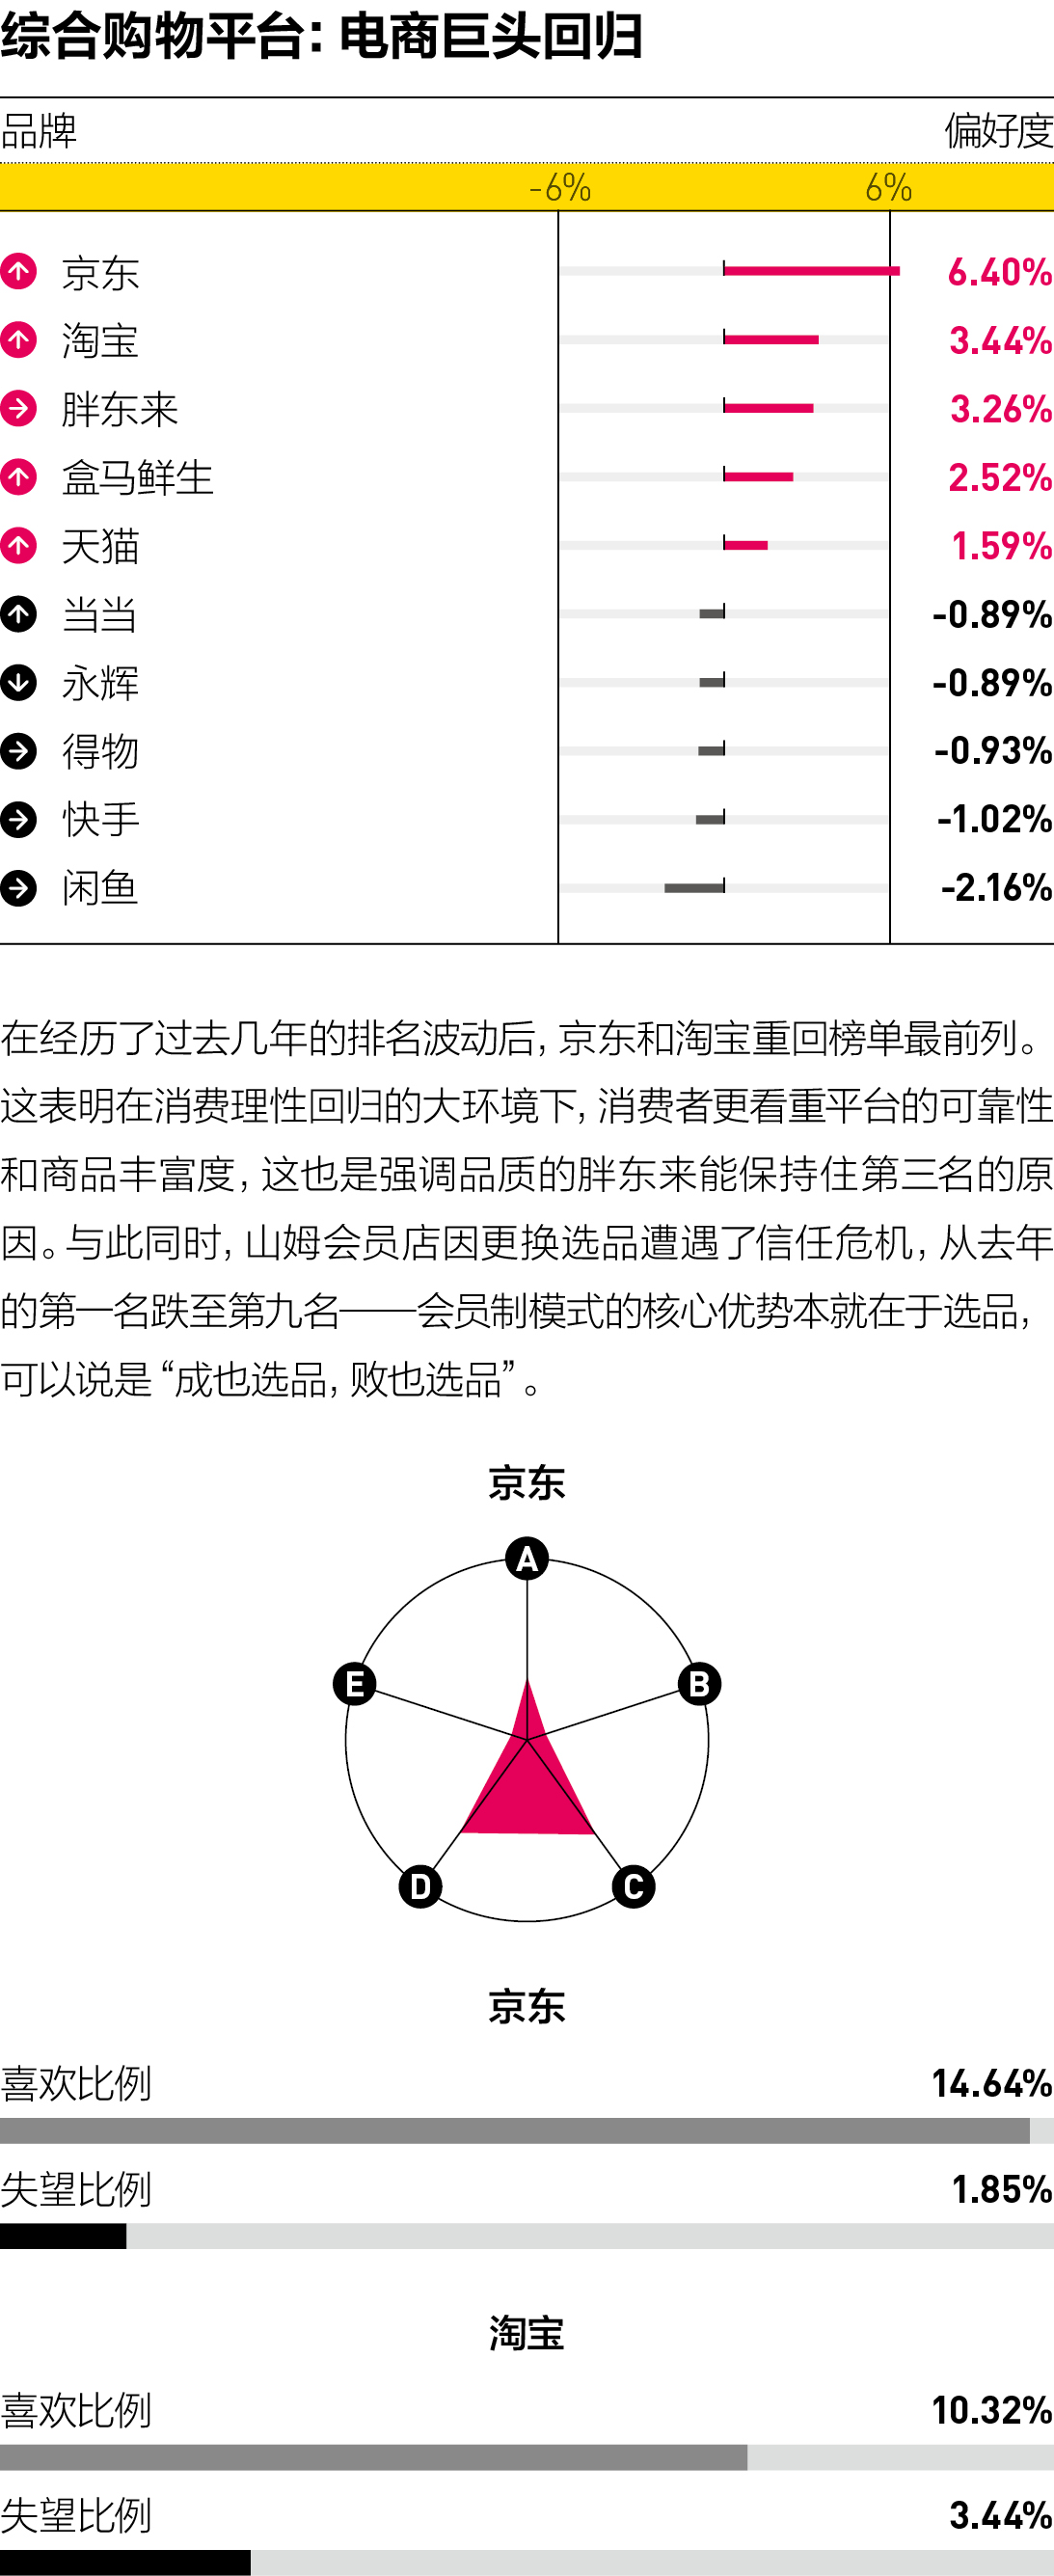 综合购物平台：电商巨头回归
品牌 偏好度
-6% 6%
京东 6.40%
淘宝 3.44%
胖东来 3.26%
盒马鲜生 2.52%
天猫 1.59%
当当 -0.89%
永辉 -0.89%
得物 -0.93%
快手 -1.02%
闲鱼 -2.16%
在经历了过去几年的排名波动后，京东和淘宝重回榜单最前列。
这表明在消费理性回归的大环境下，消费者更看重平台的可靠性
和商品丰富度，这也是强调品质的胖东来能保持住第三名的原
因。与此同时，山姆会员店因更换选品遭遇了信任危机，从去年
的第一名跌至第九名——会员制模式的核心优势本就在于选品，
可以说是“成也选品，败也选品”。
京东
A
E B
D C
京东
喜欢比例 14.64%
失望比例 1.85%
淘宝
喜欢比例 10.32%
失望比例 3.44%